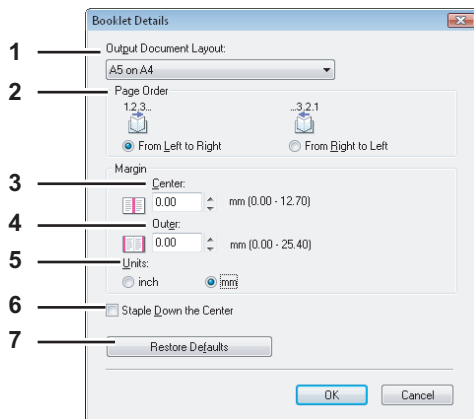 Booklet Details
1
Output Document Layout:
A5 on A4
2
Page Order
1,2,3... ...3,2,1
From Left to Right From Right to Left
Margin
3
Center:
0.00 mm (0.00 - 12.70)
4
Outer:
0.00 mm (0.00 - 25.40)
5
Units:
inch mm
6
Staple Down the Center
7
Restore Defaults
OK Cancel